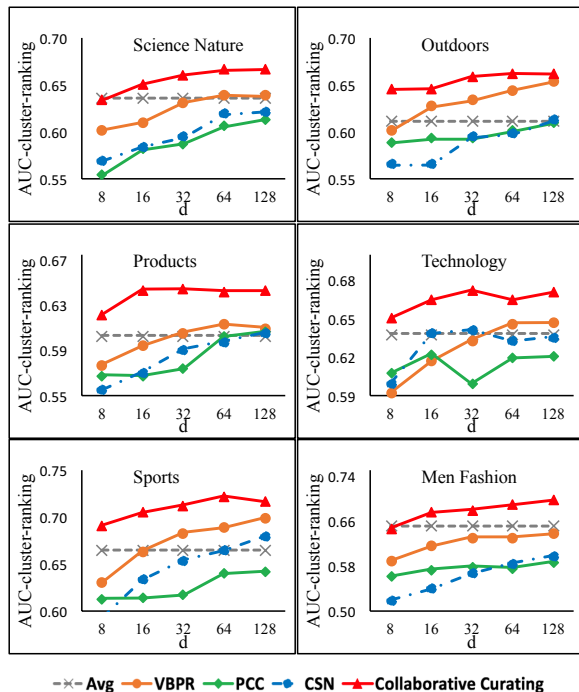 Science Nature
AUC-cluster-ranking
0.70
0.65
0.60
0.55
8 16 32 64 128
d
Outdoors
AUC-cluster-ranking
0.70
0.65
0.60
0.55
8 16 32 64 128
d
Products
AUC-cluster-ranking
0.67
0.63
0.59
0.55
8 16 32 64 128
d
Technology
AUC-cluster-ranking
0.68
0.65
0.62
0.59
8 16 32 64 128
d
Sports
AUC-cluster-ranking
0.75
0.70
0.65
0.60
8 16 32 64 128
d
Men Fashion
AUC-cluster-ranking
0.74
0.66
0.58
0.50
8 16 32 64 128
d
Avg VBPR PCC CSN Collaborative Curating